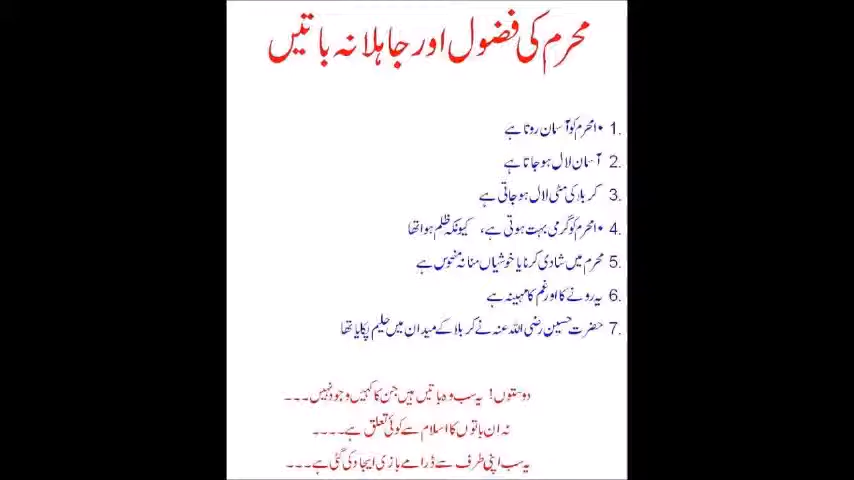 محرم کی فضول اور جاہلانہ باتیں
1. ۱۰ محرم کو آسمان روتا ہے
2. آسمان لال ہو جاتا ہے
3. کربلا کی مٹی لال ہو جاتی ہے
4. ۱۰ محرم کو گرمی بہت ہوتی ہے، کیونکہ ظلم ہوا تھا
5. محرم میں شادی کرنا یا خوشیاں منانہ منحوس ہے
6. یہ رونے کا اور غم کا مہینہ ہے
7. حضرت حسین رضی اللہ عنہ نے کربلا کے میدان میں حلیم پکایا تھا
دوستوں! یہ سب وہ باتیں ہیں جن کا کہیں وجود نہیں۔۔۔
نہ ان باتوں کا اسلام سے کوئی تعلق ہے۔۔۔۔
یہ سب اپنی طرف سے ڈرامے بازی ایجاد کی گئی ہے۔۔۔